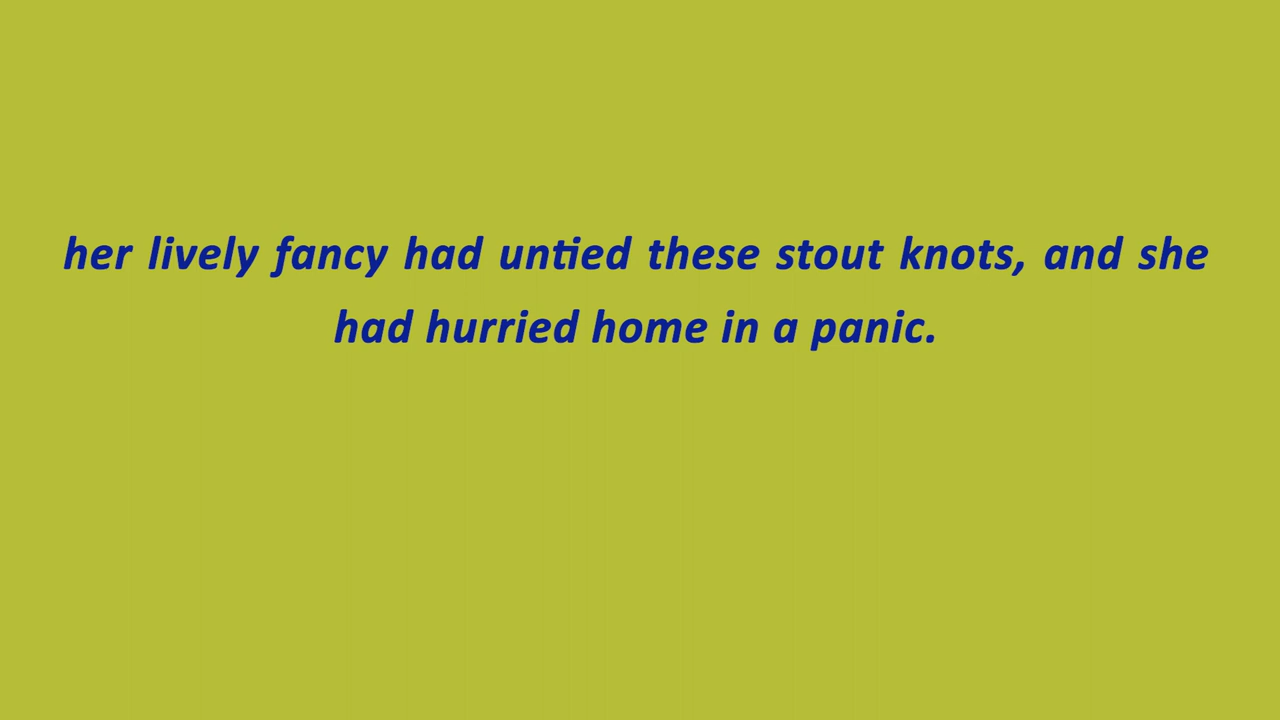 her lively fancy had untied these stout knots, and she
had hurried home in a panic.